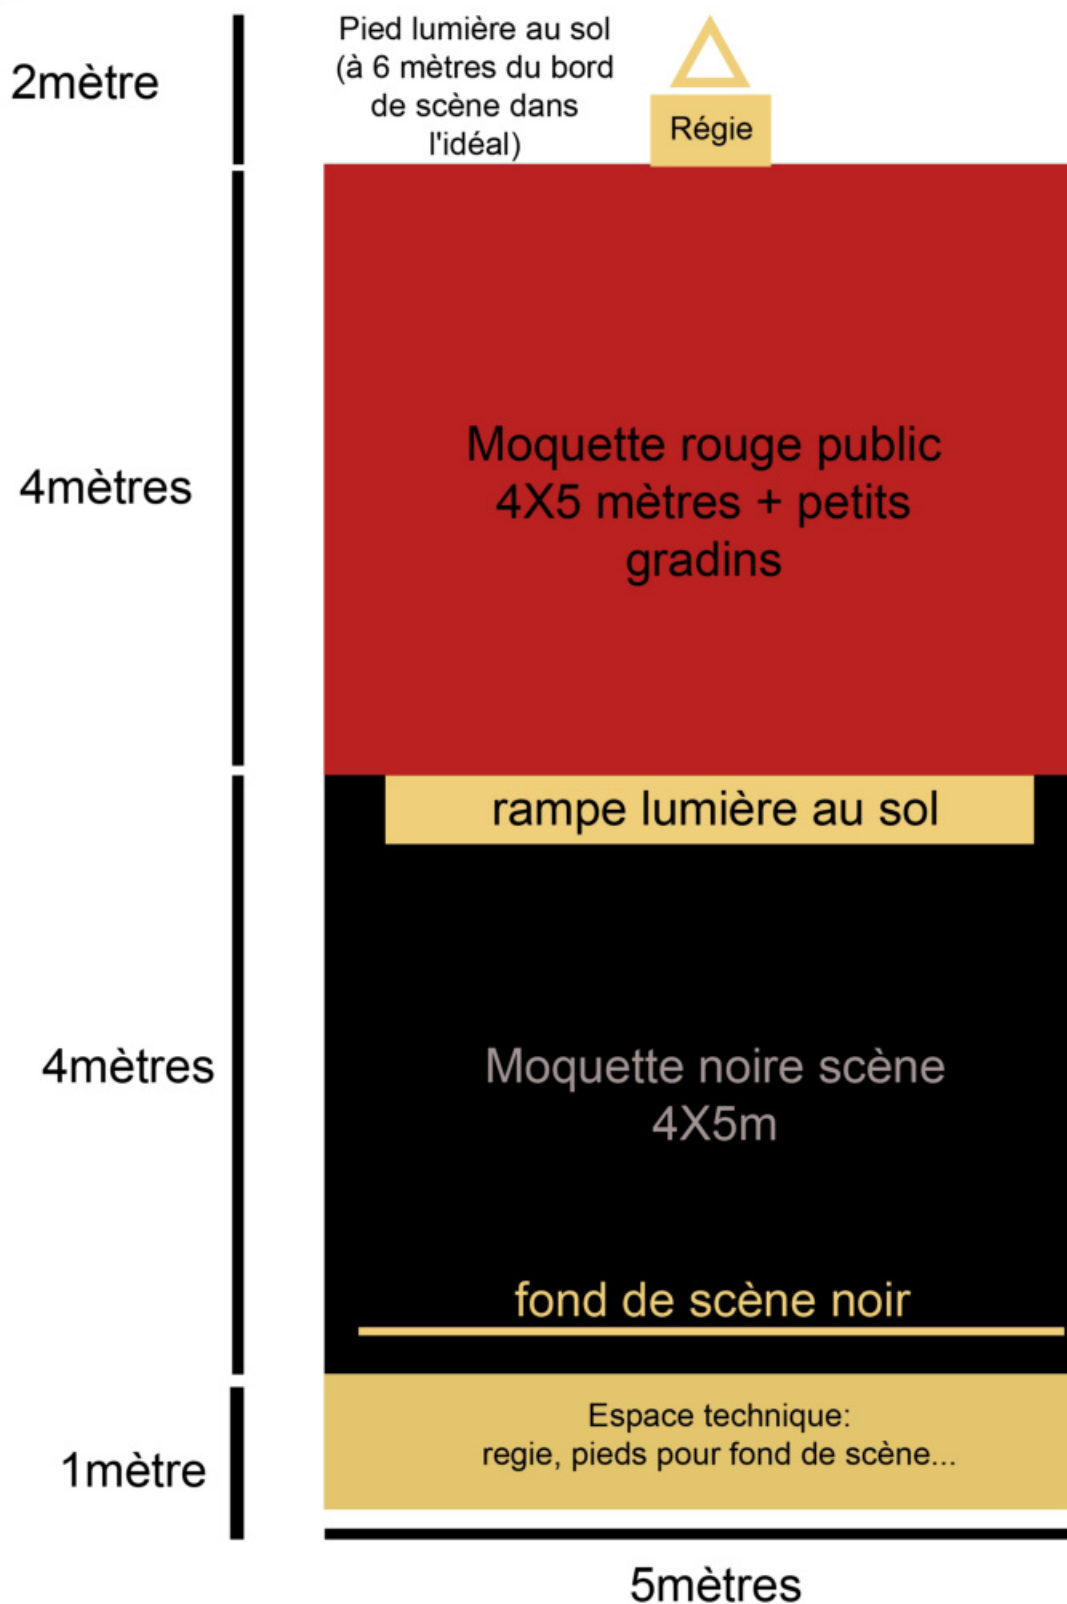 2mètre
Pied lumière au sol
(à 6 mètres du bord
de scène dans
l'idéal)
Régie
4mètres
Moquette rouge public
4X5 mètres + petits
gradins
rampe lumière au sol
4mètres
Moquette noire scène
4X5m
fond de scène noir
1mètre
Espace technique:
regie, pieds pour fond de scène...
5mètres